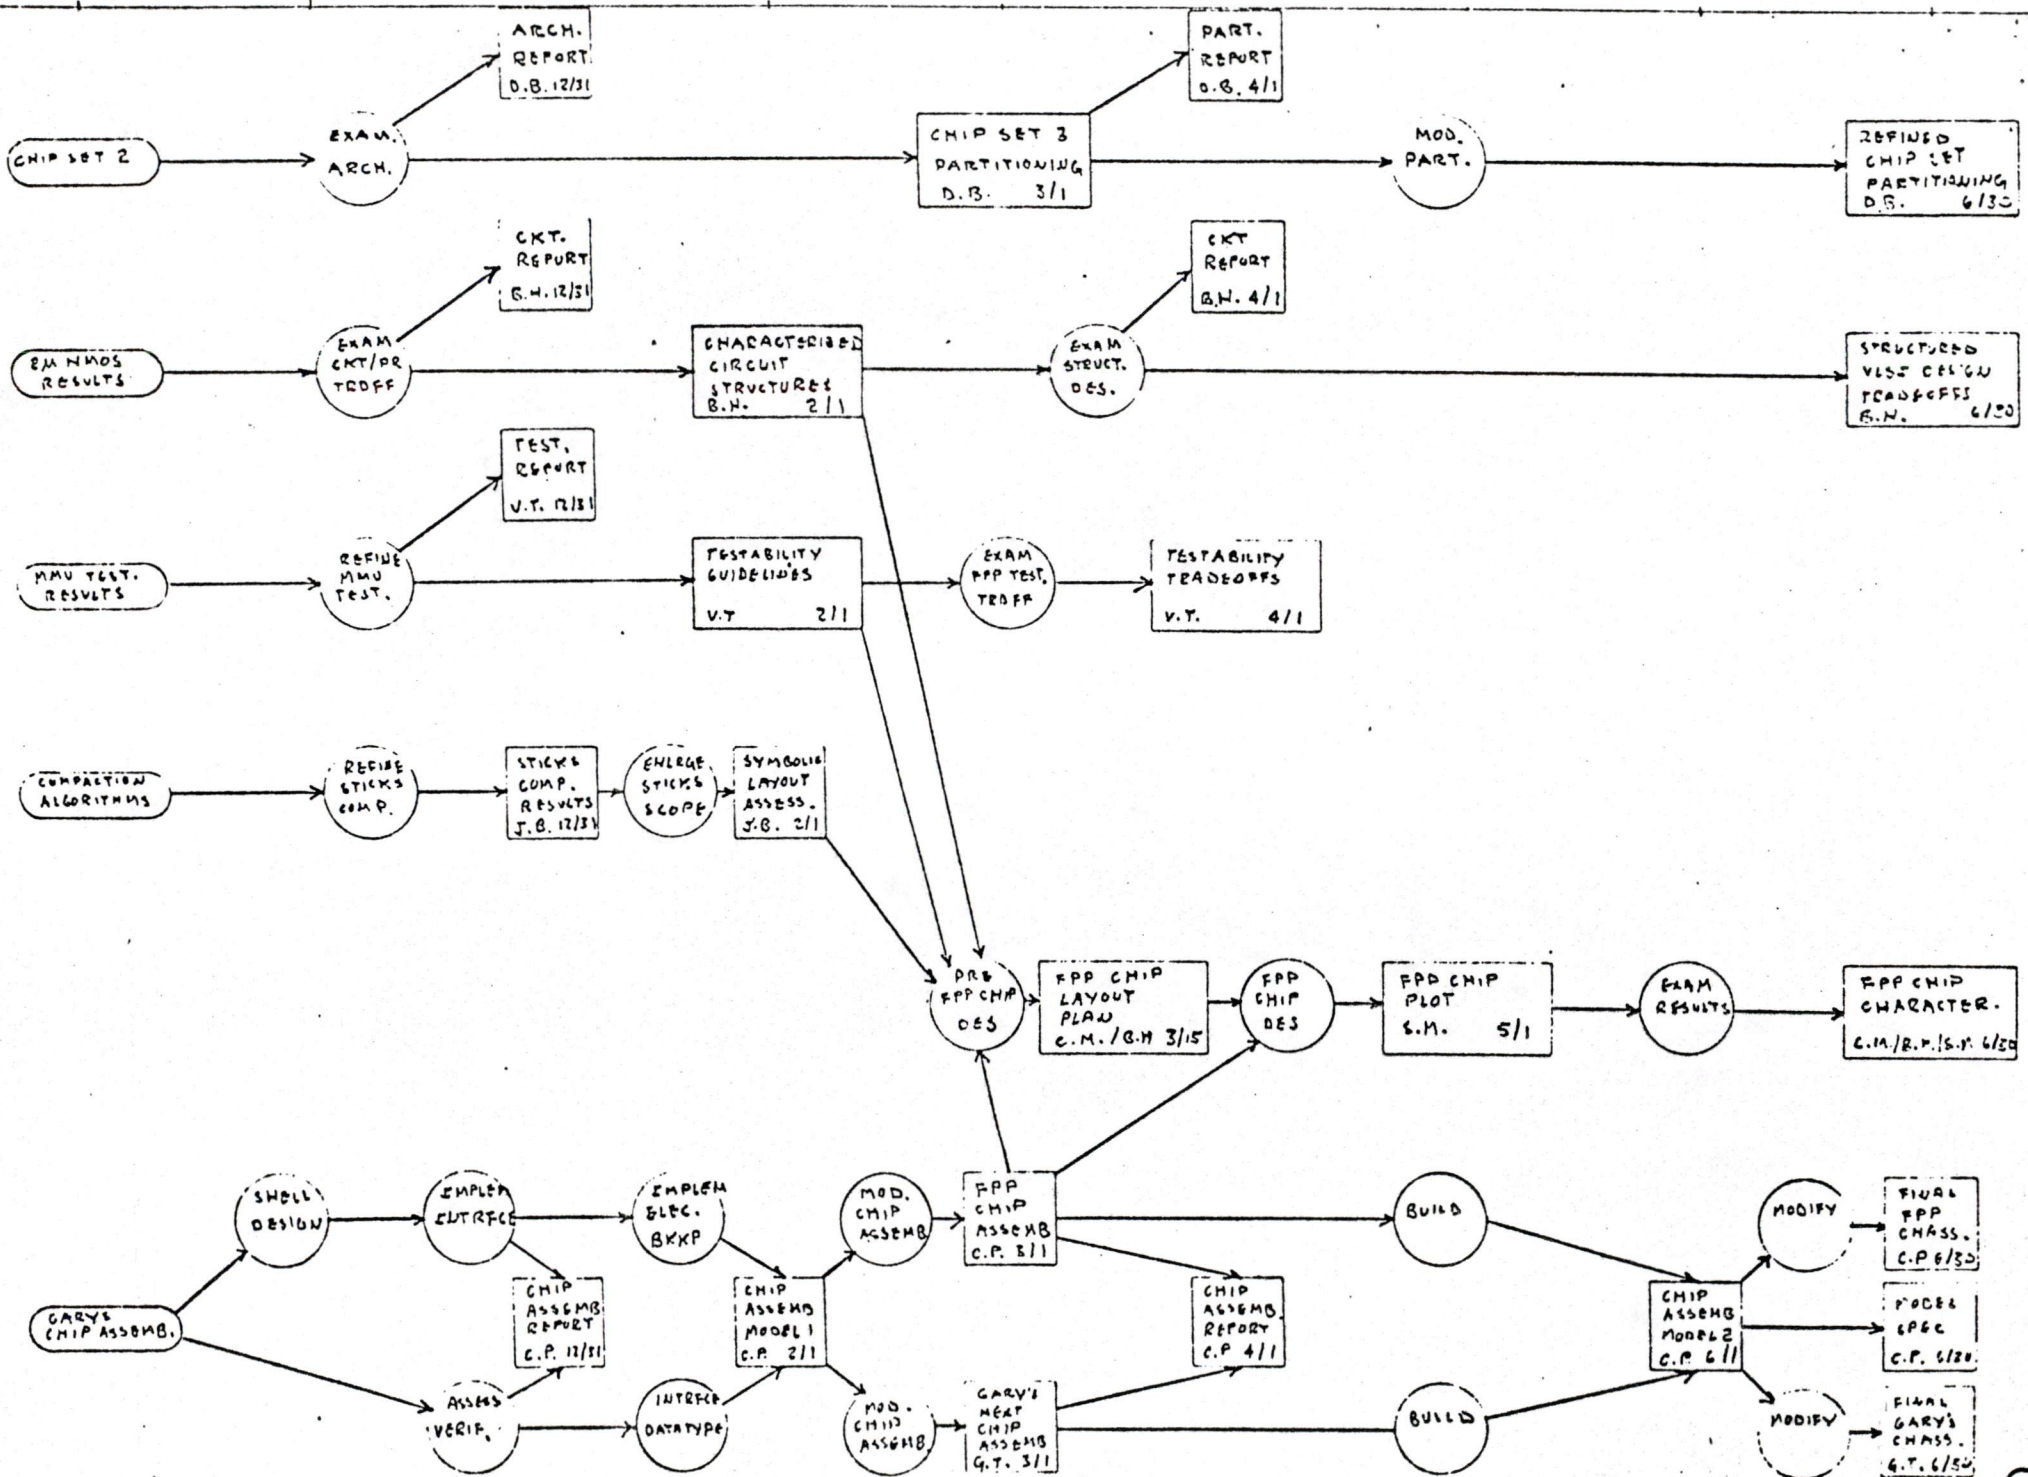 ARCH.
REPORT
D.B. 12/31
PART.
REPORT
D.B. 4/1
CHIP SET 2
EXAM.
ARCH.
CHIP SET 3
PARTITIONING
D.B. 3/1
MOD.
PART.
REFINED
CHIP SET
PARTITIONING
D.B. 6/30
CKT.
REPORT
B.H. 12/31
CKT
REPORT
B.H. 4/1
2M NMOS
RESULTS
EXAM
CKT/PR
TRDFF
CHARACTERIZED
CIRCUIT
STRUCTURES
B.H. 2/1
EXAM
STRUCT.
DES.
STRUCTURED
VLSI DESIGN
TRADEOFFS
B.H. 6/30
TEST.
REPORT
V.T. 12/31
MMU TEST.
RESULTS
REFINE
MMU
TEST.
TESTABILITY
GUIDELINES
V.T 2/1
EXAM
FPP TEST.
TRDFF
TESTABILITY
TRADEOFFS
V.T. 4/1
COMPACTION
ALGORITHMS
REFINE
STICKS
COMP.
STICKS
COMP.
RESULTS
J.B. 12/31
ENLRGE
STICKS
SCOPE
SYMBOLIC
LAYOUT
ASSESS.
J.B. 2/1
PRE
FPP CHIP
DES
FPP CHIP
LAYOUT
PLAN
C.M./B.H 3/15
FPP
CHIP
DES
FPP CHIP
PLOT
S.M. 5/1
EXAM
RESULTS
FPP CHIP
CHARACTER.
C.M./B.H./S.M. 6/30
SHELL
DESIGN
IMPLEM
INTRFCE
IMPLEM
ELEC.
BKKP
MOD.
CHIP
ASSEMB
FPP
CHIP
ASSEMB
C.P. 3/1
BUILD
MODIFY
FINAL
FPP
CHASS.
C.P 6/30
GARY'S
CHIP ASSEMB.
CHIP
ASSEMB
REPORT
C.P. 12/31
CHIP
ASSEMB
MODEL 1
C.P. 2/1
CHIP
ASSEMB.
REPORT
C.P 4/1
CHIP
ASSEMB
MODEL 2
C.P. 6/1
MODEL
SPEC
C.P. 6/30
ASSESS
VERIF.
INTRFCE
DATATYPE
MOD.
CHIP
ASSEMB
GARY'S
NEXT
CHIP
ASSEMB
G.T. 3/1
BUILD
MODIFY
FINAL
GARY'S
CHASS.
G.T. 6/30